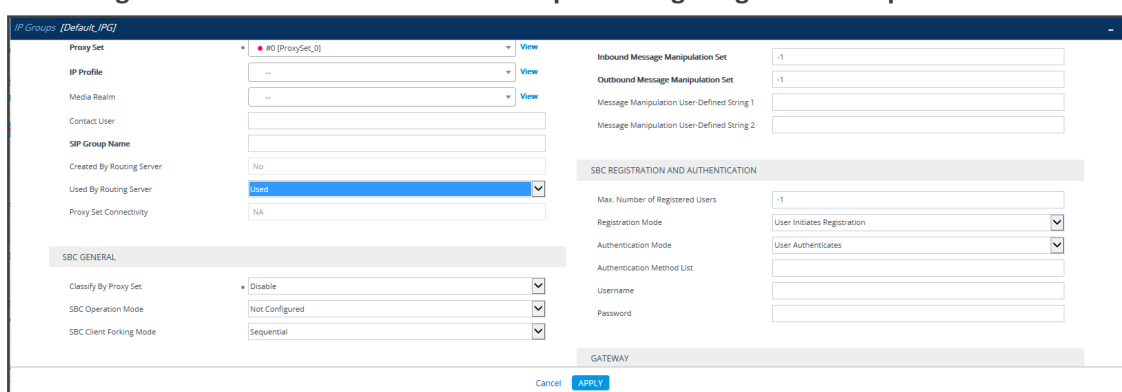 IP Groups [Default_IPG]
Proxy Set #0 [ProxySet_0] View
IP Profile -- View
Media Realm -- View
Contact User
SIP Group Name
Created By Routing Server No
Used By Routing Server Used
Proxy Set Connectivity NA
SBC GENERAL
Classify By Proxy Set Disable
SBC Operation Mode Not Configured
SBC Client Forking Mode Sequential
Inbound Message Manipulation Set -1
Outbound Message Manipulation Set -1
Message Manipulation User-Defined String 1
Message Manipulation User-Defined String 2
SBC REGISTRATION AND AUTHENTICATION
Max. Number of Registered Users -1
Registration Mode User Initiates Registration
Authentication Mode User Authenticates
Authentication Method List
Username
Password
GATEWAY
Cancel APPLY